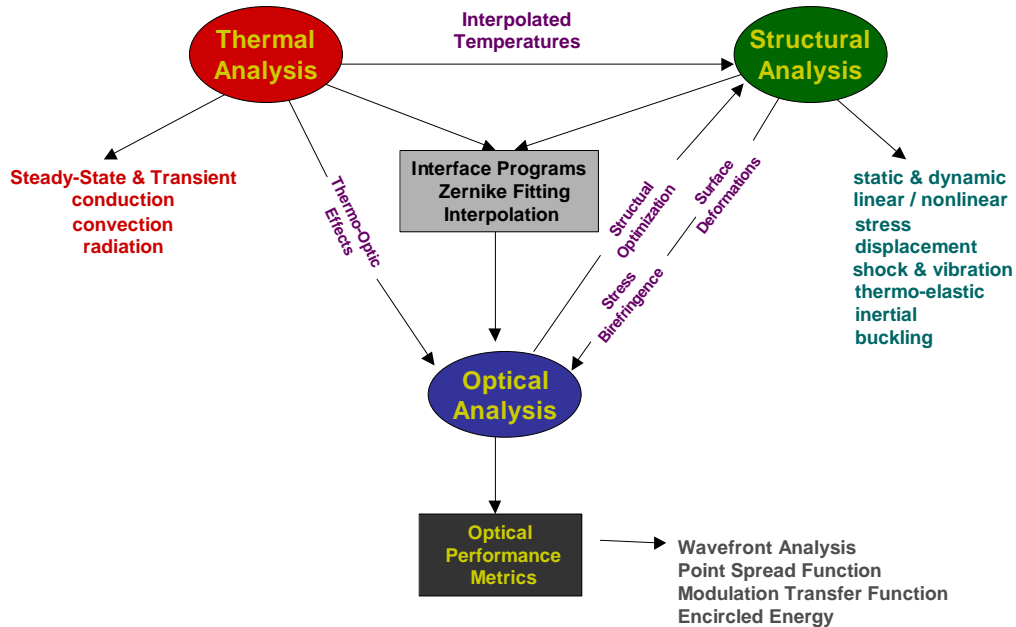 Thermal
Analysis
Interpolated
Temperatures
Structural
Analysis
Steady-State & Transient
conduction
convection
radiation
Thermo-Optic
Effects
Interface Programs
Zernike Fitting
Interpolation
Structual
Optimization
Surface
Deformations
Stress
Birefringence
static & dynamic
linear / nonlinear
stress
displacement
shock & vibration
thermo-elastic
inertial
buckling
Optical
Analysis
Optical
Performance
Metrics
Wavefront Analysis
Point Spread Function
Modulation Transfer Function
Encircled Energy